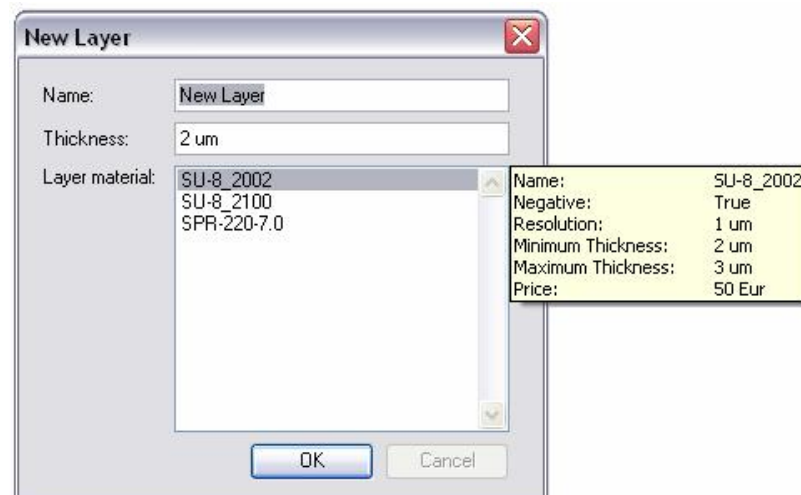 New Layer
Name: New Layer
Thickness: 2 um
Layer material: SU-8_2002
SU-8_2100
SPR-220-7.0
Name: SU-8_2002
Negative: True
Resolution: 1 um
Minimum Thickness: 2 um
Maximum Thickness: 3 um
Price: 50 Eur
OK Cancel